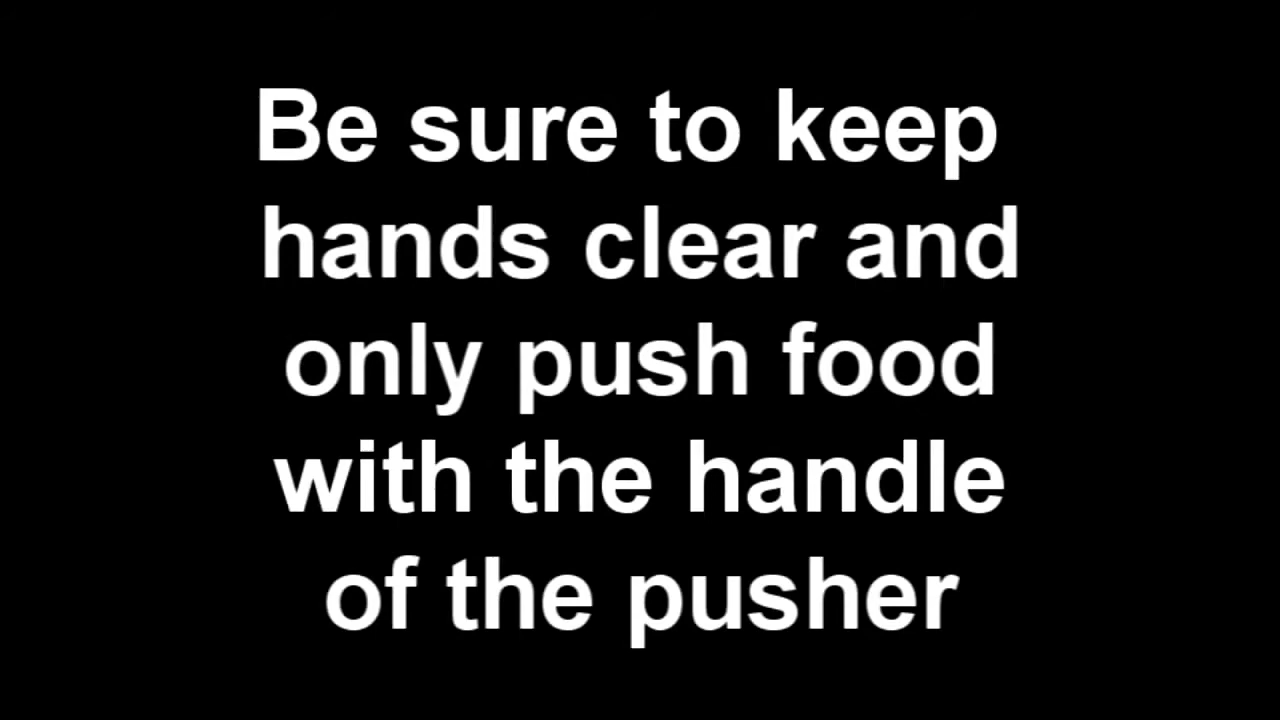 Be sure to keep
hands clear and
only push food
with the handle
of the pusher